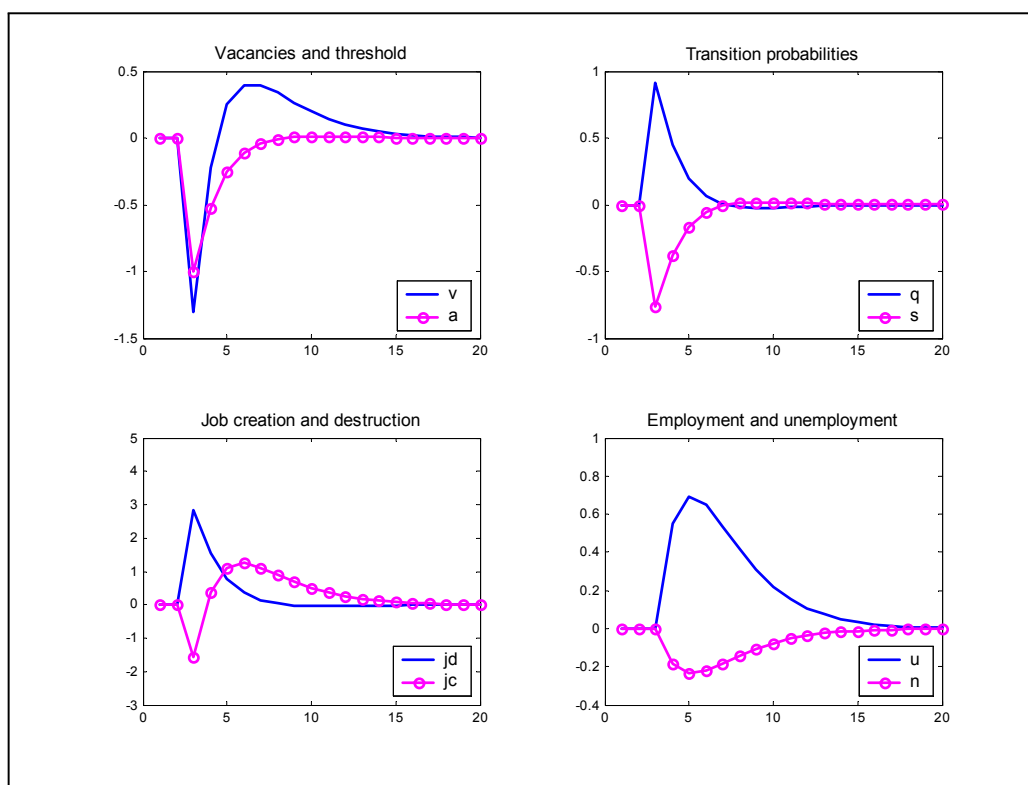 Vacancies and threshold
0.5
0
-0.5
-1
-1.5
0 5 10 15 20
v
a
Transition probabilities
1
0.5
0
-0.5
-1
0 5 10 15 20
q
s
Job creation and destruction
5
4
3
2
1
0
-1
-2
-3
0 5 10 15 20
jd
jc
Employment and unemployment
1
0.8
0.6
0.4
0.2
0
-0.2
-0.4
0 5 10 15 20
u
n